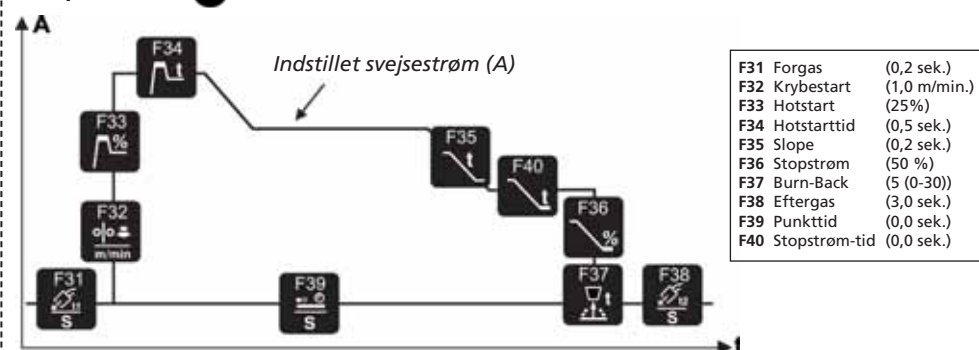 A
F34
t
Indstillet svejsestrøm (A)
F33
%
F35
t
F40
t
F32
m/min
F36
%
F31
t1
S
F39
S
F37
t
F38
t2
S
F31 Forgas (0,2 sek.)
F32 Krybestart (1,0 m/min.)
F33 Hotstart (25%)
F34 Hotstarttid (0,5 sek.)
F35 Slope (0,2 sek.)
F36 Stopstrøm (50 %)
F37 Burn-Back (5 (0-30))
F38 Eftergas (3,0 sek.)
F39 Punkttid (0,0 sek.)
F40 Stopstrøm-tid (0,0 sek.)